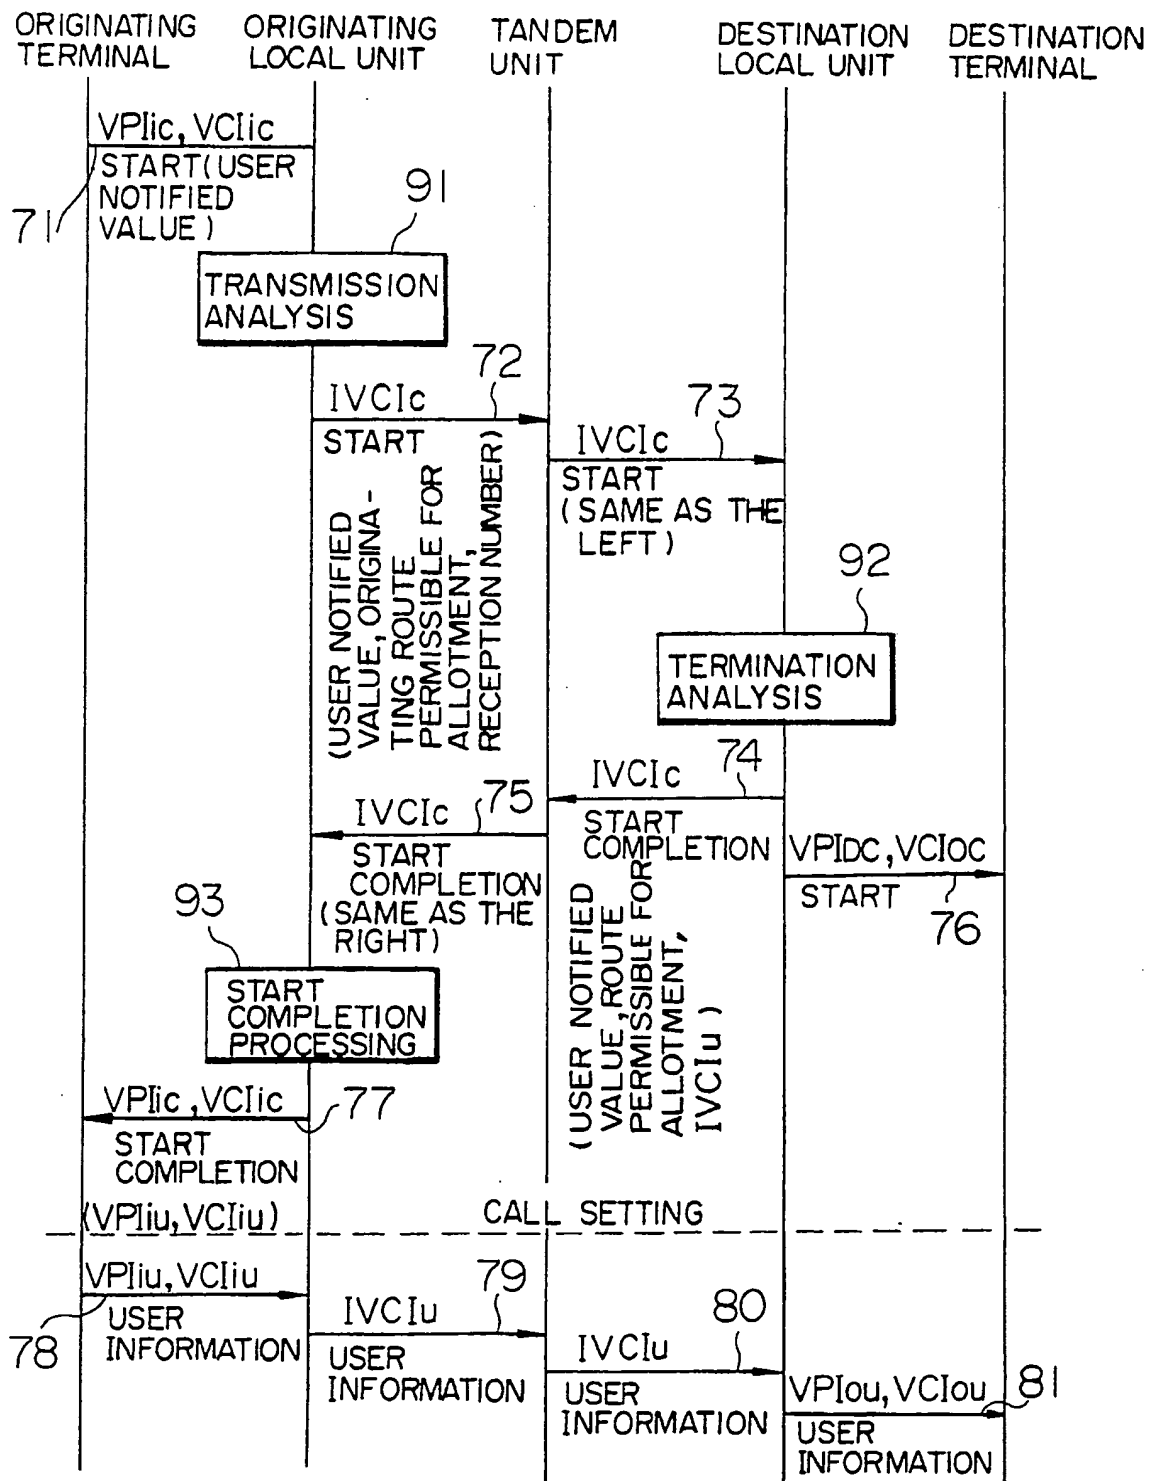 ORIGINATING
TERMINAL
ORIGINATING
LOCAL UNIT
TANDEM
UNIT
DESTINATION
LOCAL UNIT
DESTINATION
TERMINAL
VPIic, VCIic
START(USER
NOTIFIED
VALUE)
71
91
TRANSMISSION
ANALYSIS
72
IVCIc
START
(USER NOTIFIED
VALUE, ORIGINA-
TING ROUTE
PERMISSIBLE FOR
ALLOTMENT,
RECEPTION NUMBER)
73
IVCIc
START
(SAME AS THE
LEFT)
92
TERMINATION
ANALYSIS
IVCIc
74
START
COMPLETION
(USER NOTIFIED
VALUE, ROUTE
PERMISSIBLE FOR
ALLOTMENT,
IVCIu)
IVCIc
75
START
COMPLETION
(SAME AS THE
RIGHT)
VPIDC, VCIOC
START
76
93
START
COMPLETION
PROCESSING
VPIic, VCIic
77
START
COMPLETION
(VPIiu, VCIiu)
CALL SETTING
VPIiu, VCIiu
78
USER
INFORMATION
79
IVCIu
USER
INFORMATION
80
IVCIu
USER
INFORMATION
VPIou, VCIou
81
USER
INFORMATION